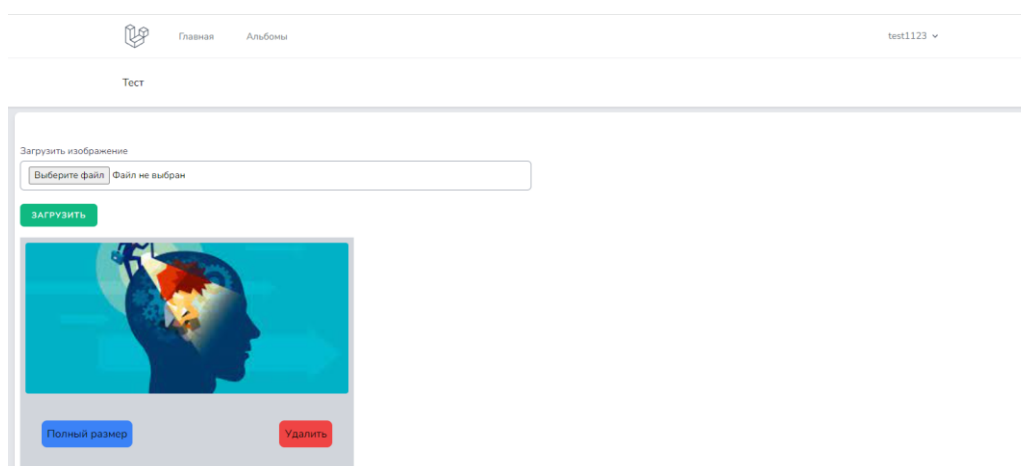 Главная Альбомы test1123
Тест
Загрузить изображение
Выберите файл Файл не выбран
ЗАГРУЗИТЬ
Полный размер Удалить